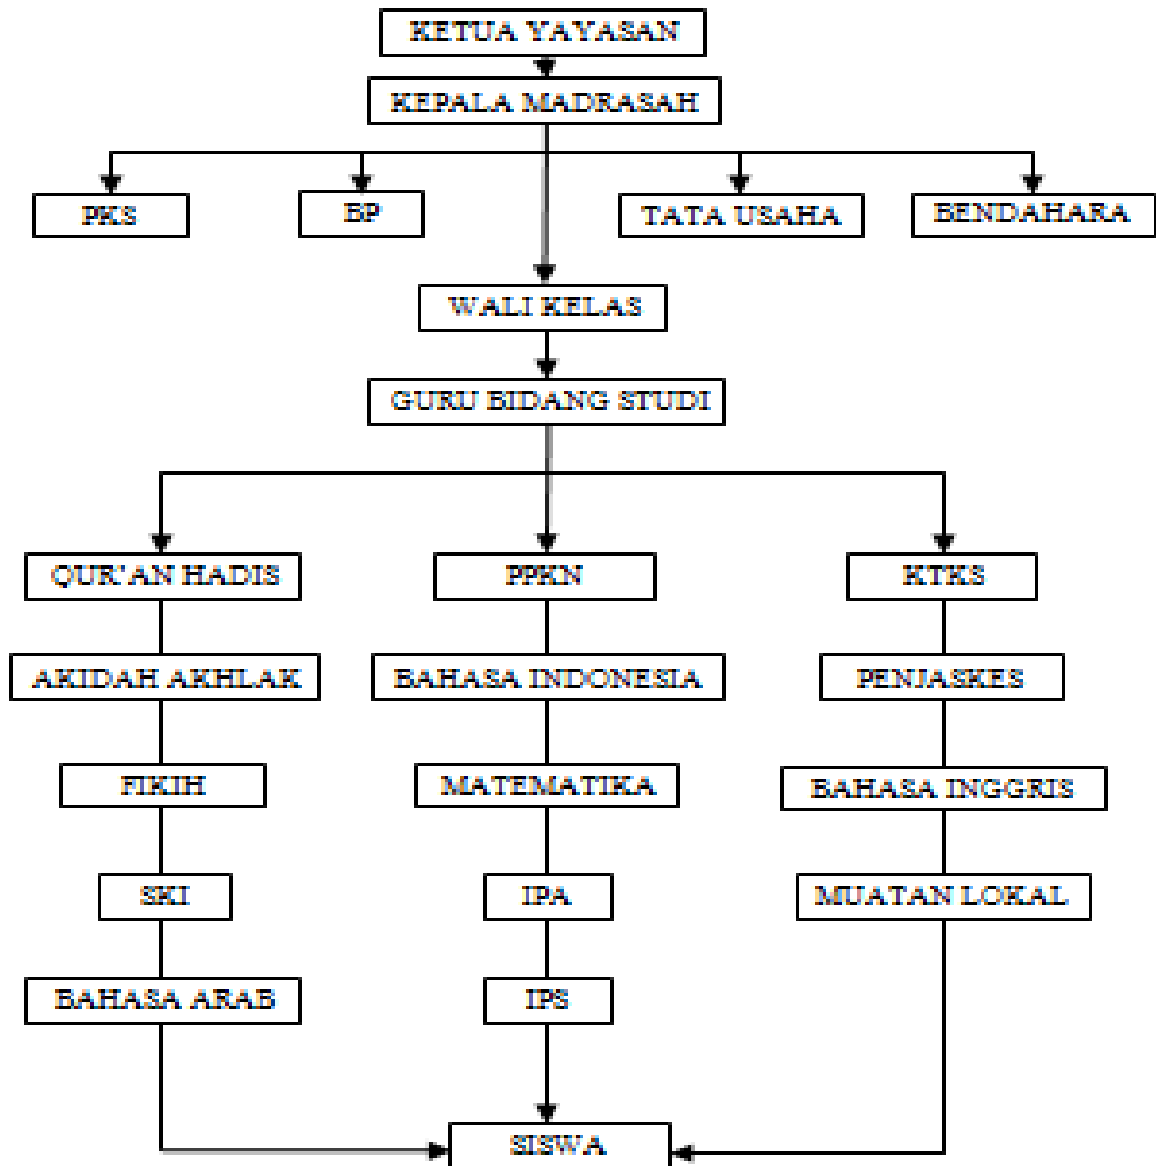 KETUA YAYASAN
KEPALA MADRASAH
PKS
BP
TATA USAHA
BENDAHARA
WALI KELAS
GURU BIDANG STUDI
QUR'AN HADIS
PPKN
KTKS
AKIDAH AKHLAK
BAHASA INDONESIA
PENJASKES
FIKIH
MATEMATIKA
BAHASA INGGRIS
SKI
IPA
MUATAN LOKAL
BAHASA ARAB
IPS
SISWA